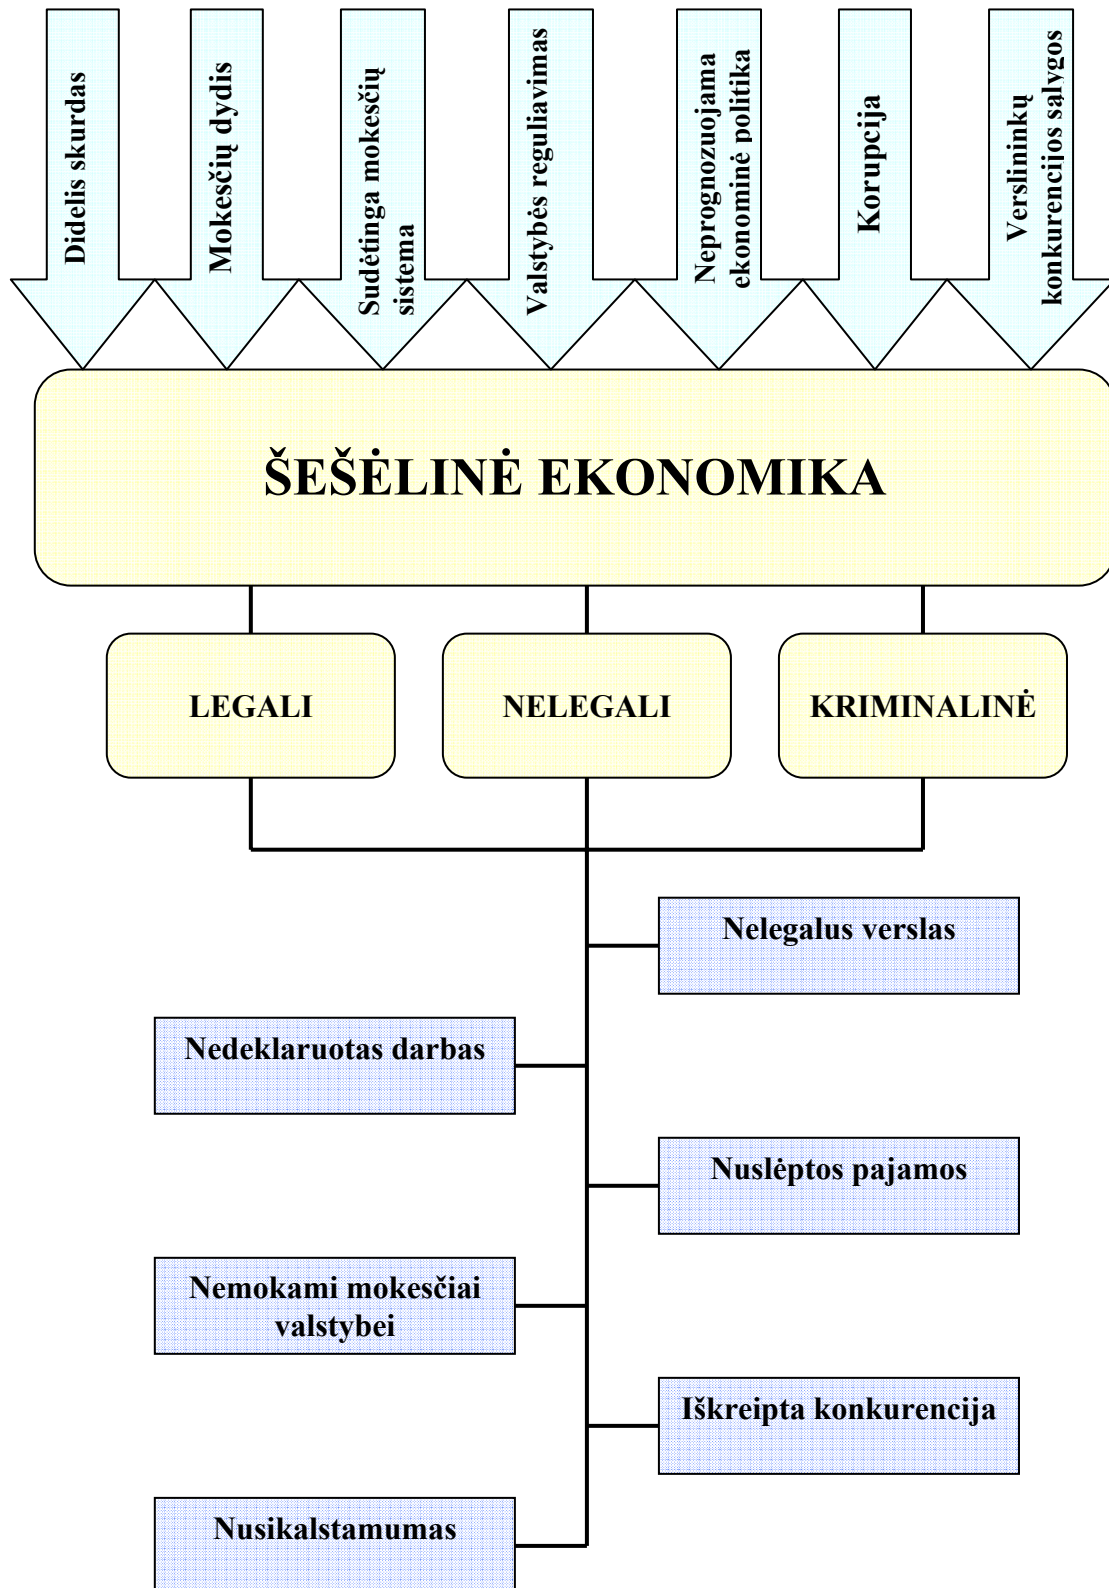 Didelis skurdas
Mokesčių dydis
Sudėtinga mokesčių
sistema
Valstybės reguliavimas
Neprognozuojama
ekonominė politika
Korupcija
Verslininkų
konkurencijos sąlygos
ŠEŠĖLINĖ EKONOMIKA
LEGALI
NELEGALI
KRIMINALINĖ
Nelegalus verslas
Nedeklaruotas darbas
Nuslėptos pajamos
Nemokami mokesčiai
valstybei
Iškreipta konkurencija
Nusikalstamumas